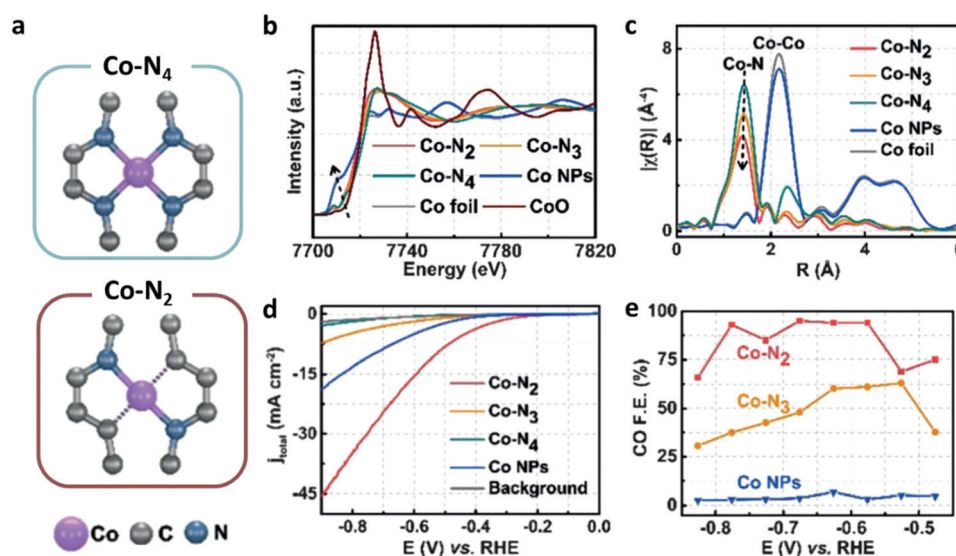 a
Co-N4
Co-N2
Co C N
b
Intensity (a.u.)
Co-N2 Co-N3
Co-N4 Co NPs
Co foil CoO
7700 7740 7780 7820
Energy (eV)
c
|χ(R)| (Å-4)
8
4
0
Co-N
Co-Co
Co-N2
Co-N3
Co-N4
Co NPs
Co foil
0 2 4 6
R (Å)
d
jtotal (mA cm-2)
0
-15
-30
-45
Co-N2
Co-N3
Co-N4
Co NPs
Background
-0.8 -0.6 -0.4 -0.2 0.0
E (V) vs. RHE
e
CO F.E. (%)
100
75
50
25
0
Co-N2
Co-N3
Co NPs
-0.8 -0.7 -0.6 -0.5
E (V) vs. RHE